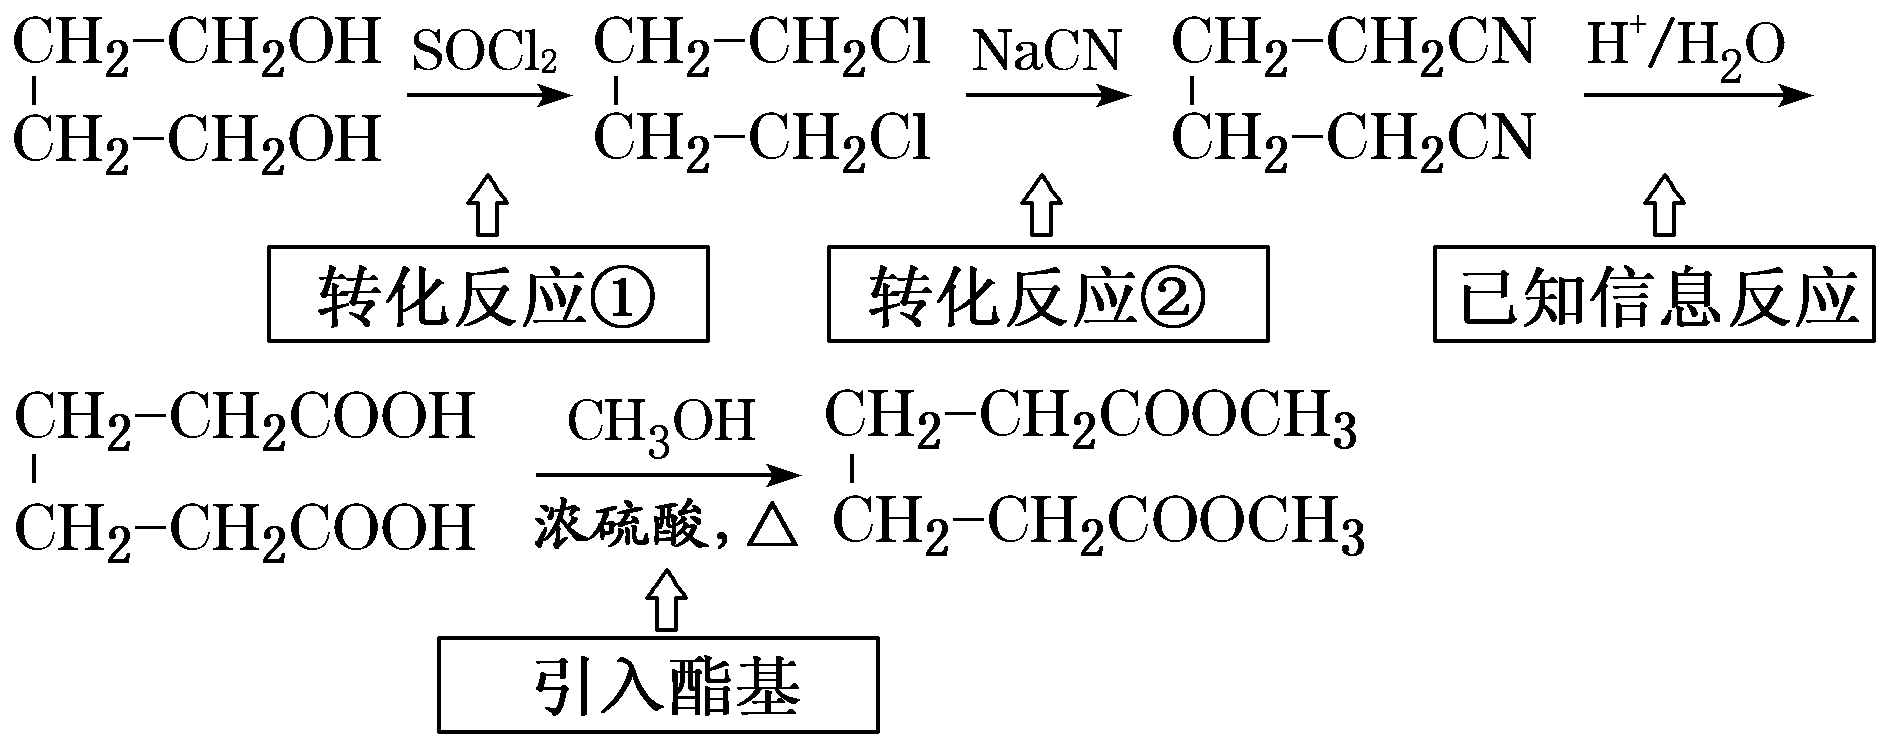 CH₂−CH₂OH SOCl₂ CH₂−CH₂Cl NaCN CH₂−CH₂CN H⁺/H₂O
CH₂−CH₂OH CH₂−CH₂Cl CH₂−CH₂CN
转化反应① 转化反应② 已知信息反应
CH₂−CH₂COOH CH₃OH CH₂−CH₂COOCH₃
CH₂−CH₂COOH 浓硫酸，△ CH₂−CH₂COOCH₃
引入酯基